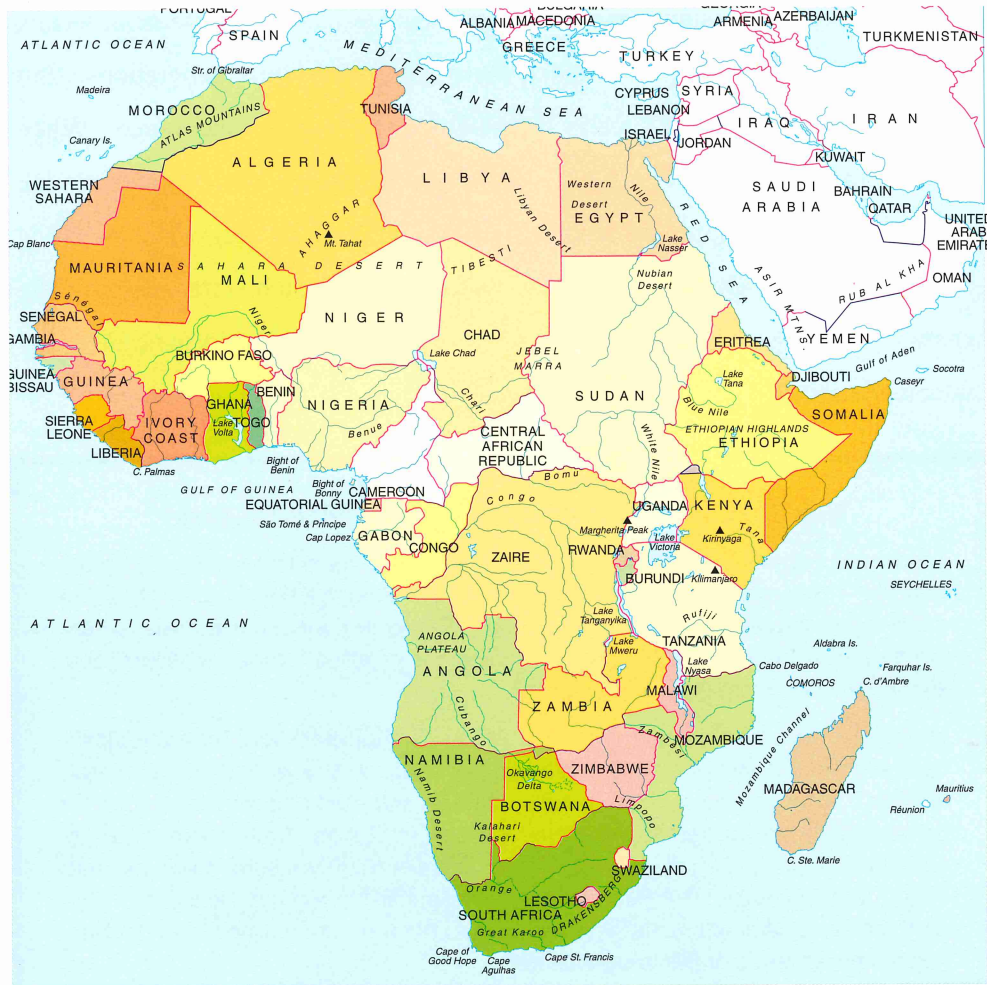 PORTUGAL
BULGARIA
GEORGIA
ALBANIA
MACEDONIA
ARMENIA
AZERBAIJAN
ATLANTIC OCEAN
SPAIN
MEDITERRANEAN SEA
GREECE
TURKEY
TURKMENISTAN
Str. of Gibraltar
Madeira
MOROCCO
ATLAS MOUNTAINS
TUNISIA
CYPRUS
SYRIA
LEBANON
IRAQ
IRAN
Canary Is.
ISRAEL
JORDAN
KUWAIT
ALGERIA
LIBYA
Western
Desert
EGYPT
Nile
WESTERN
SAHARA
Libyan Desert
SAUDI
ARABIA
BAHRAIN
QATAR
UNITED
ARAB
EMIRATE
Cap Blanc
AHAGGAR
Mt. Tahat
Lake
Nasser
RED SEA
MAURITANIA
SAHARA DESERT
TIBESTI
MALI
Nubian
Desert
ASIR MTNS
RUB AL KHA
OMAN
Sénégal
SENEGAL
Niger
NIGER
CHAD
YEMEN
GAMBIA
BURKINO FASO
Lake Chad
JEBEL
MARRA
ERITREA
Gulf of Aden
Socotra
GUINEA
BISSAU
GUINEA
BENIN
Lake
Tana
DJIBOUTI
Caseyr
GHANA
NIGERIA
Chari
SUDAN
Blue Nile
SOMALIA
SIERRA
LEONE
IVORY
COAST
Lake
Volta
TOGO
Benue
CENTRAL
AFRICAN
REPUBLIC
White Nile
ETHIOPIAN HIGHLANDS
ETHIOPIA
LIBERIA
C. Palmas
Bight of
Benin
Bomu
GULF OF GUINEA
Bight of
Bonny
CAMEROON
EQUATORIAL GUINEA
Congo
UGANDA
KENYA
São Tomé & Príncipe
Cap Lopez
GABON
CONGO
ZAIRE
Margherita Peak
RWANDA
Lake
Victoria
Kirinyaga
Tana
BURUNDI
Kilimanjaro
INDIAN OCEAN
SEYCHELLES
ATLANTIC OCEAN
Lake
Tanganyika
Rufiji
ANGOLA
PLATEAU
Lake
Mweru
TANZANIA
Aldabra Is.
ANGOLA
Lake
Nyasa
Cabo Delgado
Farquhar Is.
COMOROS
C. d'Ambre
Cubango
ZAMBIA
MALAWI
Zambesi
MOZAMBIQUE
Mozambique Channel
NAMIBIA
Okavango
Delta
ZIMBABWE
MADAGASCAR
Mauritius
Namib Desert
BOTSWANA
Limpopo
Réunion
Kalahari
Desert
C. Ste. Marie
SWAZILAND
Orange
LESOTHO
DRAKENSBERG
SOUTH AFRICA
Great Karoo
Cape of
Good Hope
Cape
Agulhas
Cape St. Francis